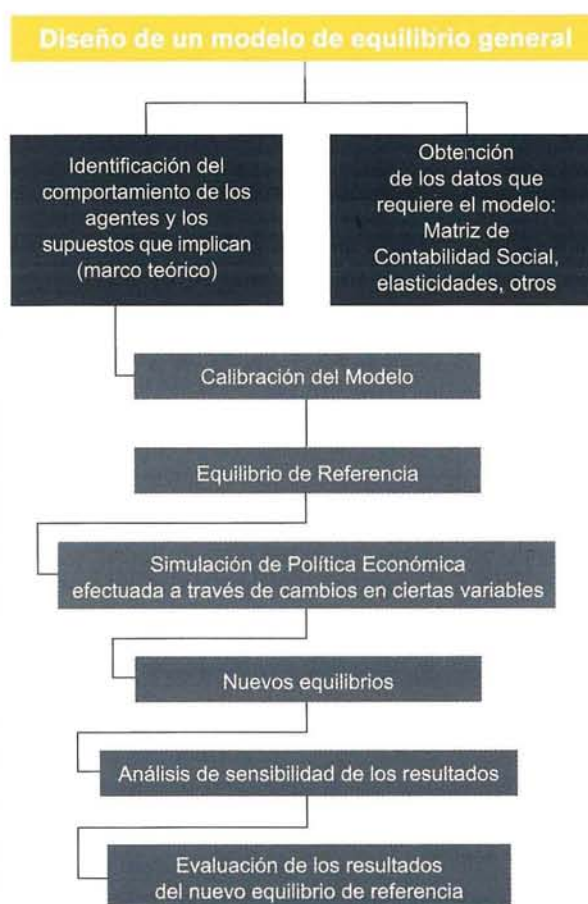 Diseño de un modelo de equilibrio general
Identificación del
comportamiento de los
agentes y los
supuestos que implican
(marco teórico)
Obtención
de los datos que
requiere el modelo:
Matriz de
Contabilidad Social,
elasticidades, otros
Calibración del Modelo
Equilibrio de Referencia
Simulación de Política Económica
efectuada a través de cambios en ciertas variables
Nuevos equilibrios
Análisis de sensibilidad de los resultados
Evaluación de los resultados
del nuevo equilibrio de referencia